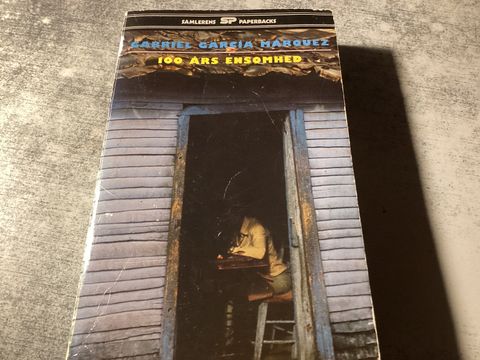 SAMLERENS SP PAPERBACKS
GABRIEL GARCÍA MÁRQUEZ
100 ÅRS ENSOMHED